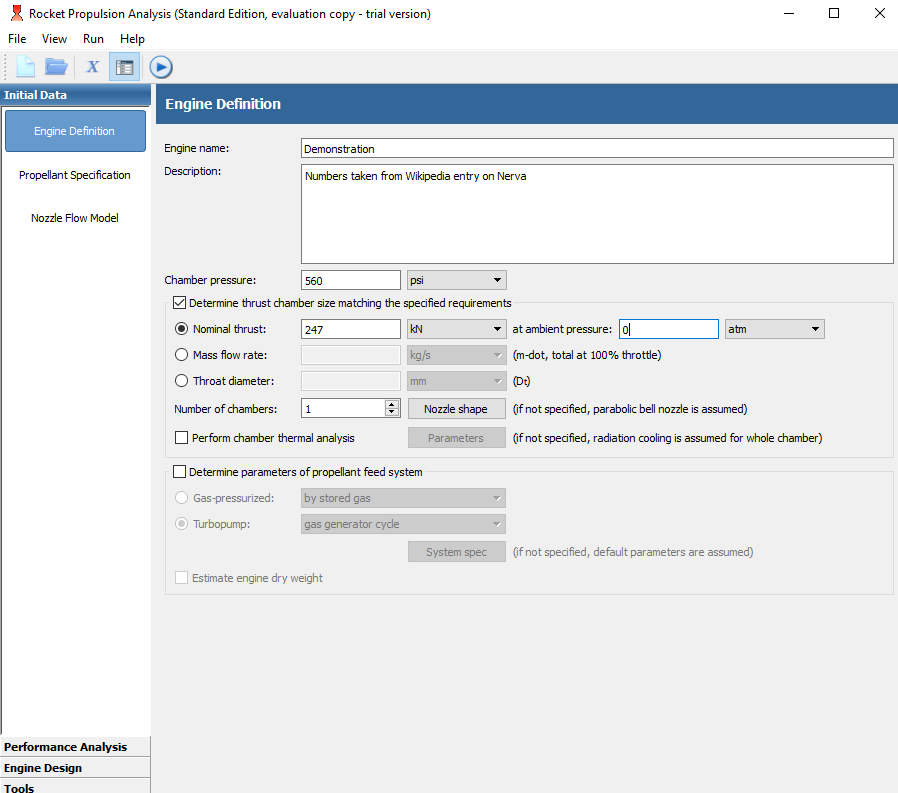 Rocket Propulsion Analysis (Standard Edition, evaluation copy - trial version)
File View Run Help
X
Initial Data
Engine Definition
Propellant Specification
Nozzle Flow Model
Performance Analysis
Engine Design
Tools
Engine Definition
Engine name: Demonstration
Description: Numbers taken from Wikipedia entry on Nerva
Chamber pressure: 560 psi
Determine thrust chamber size matching the specified requirements
Nominal thrust: 247 kN at ambient pressure: 0 atm
Mass flow rate: kg/s (m-dot, total at 100% throttle)
Throat diameter: mm (Dt)
Number of chambers: 1 Nozzle shape (if not specified, parabolic bell nozzle is assumed)
Perform chamber thermal analysis Parameters (if not specified, radiation cooling is assumed for whole chamber)
Determine parameters of propellant feed system
Gas-pressurized: by stored gas
Turbopump: gas generator cycle
System spec (if not specified, default parameters are assumed)
Estimate engine dry weight